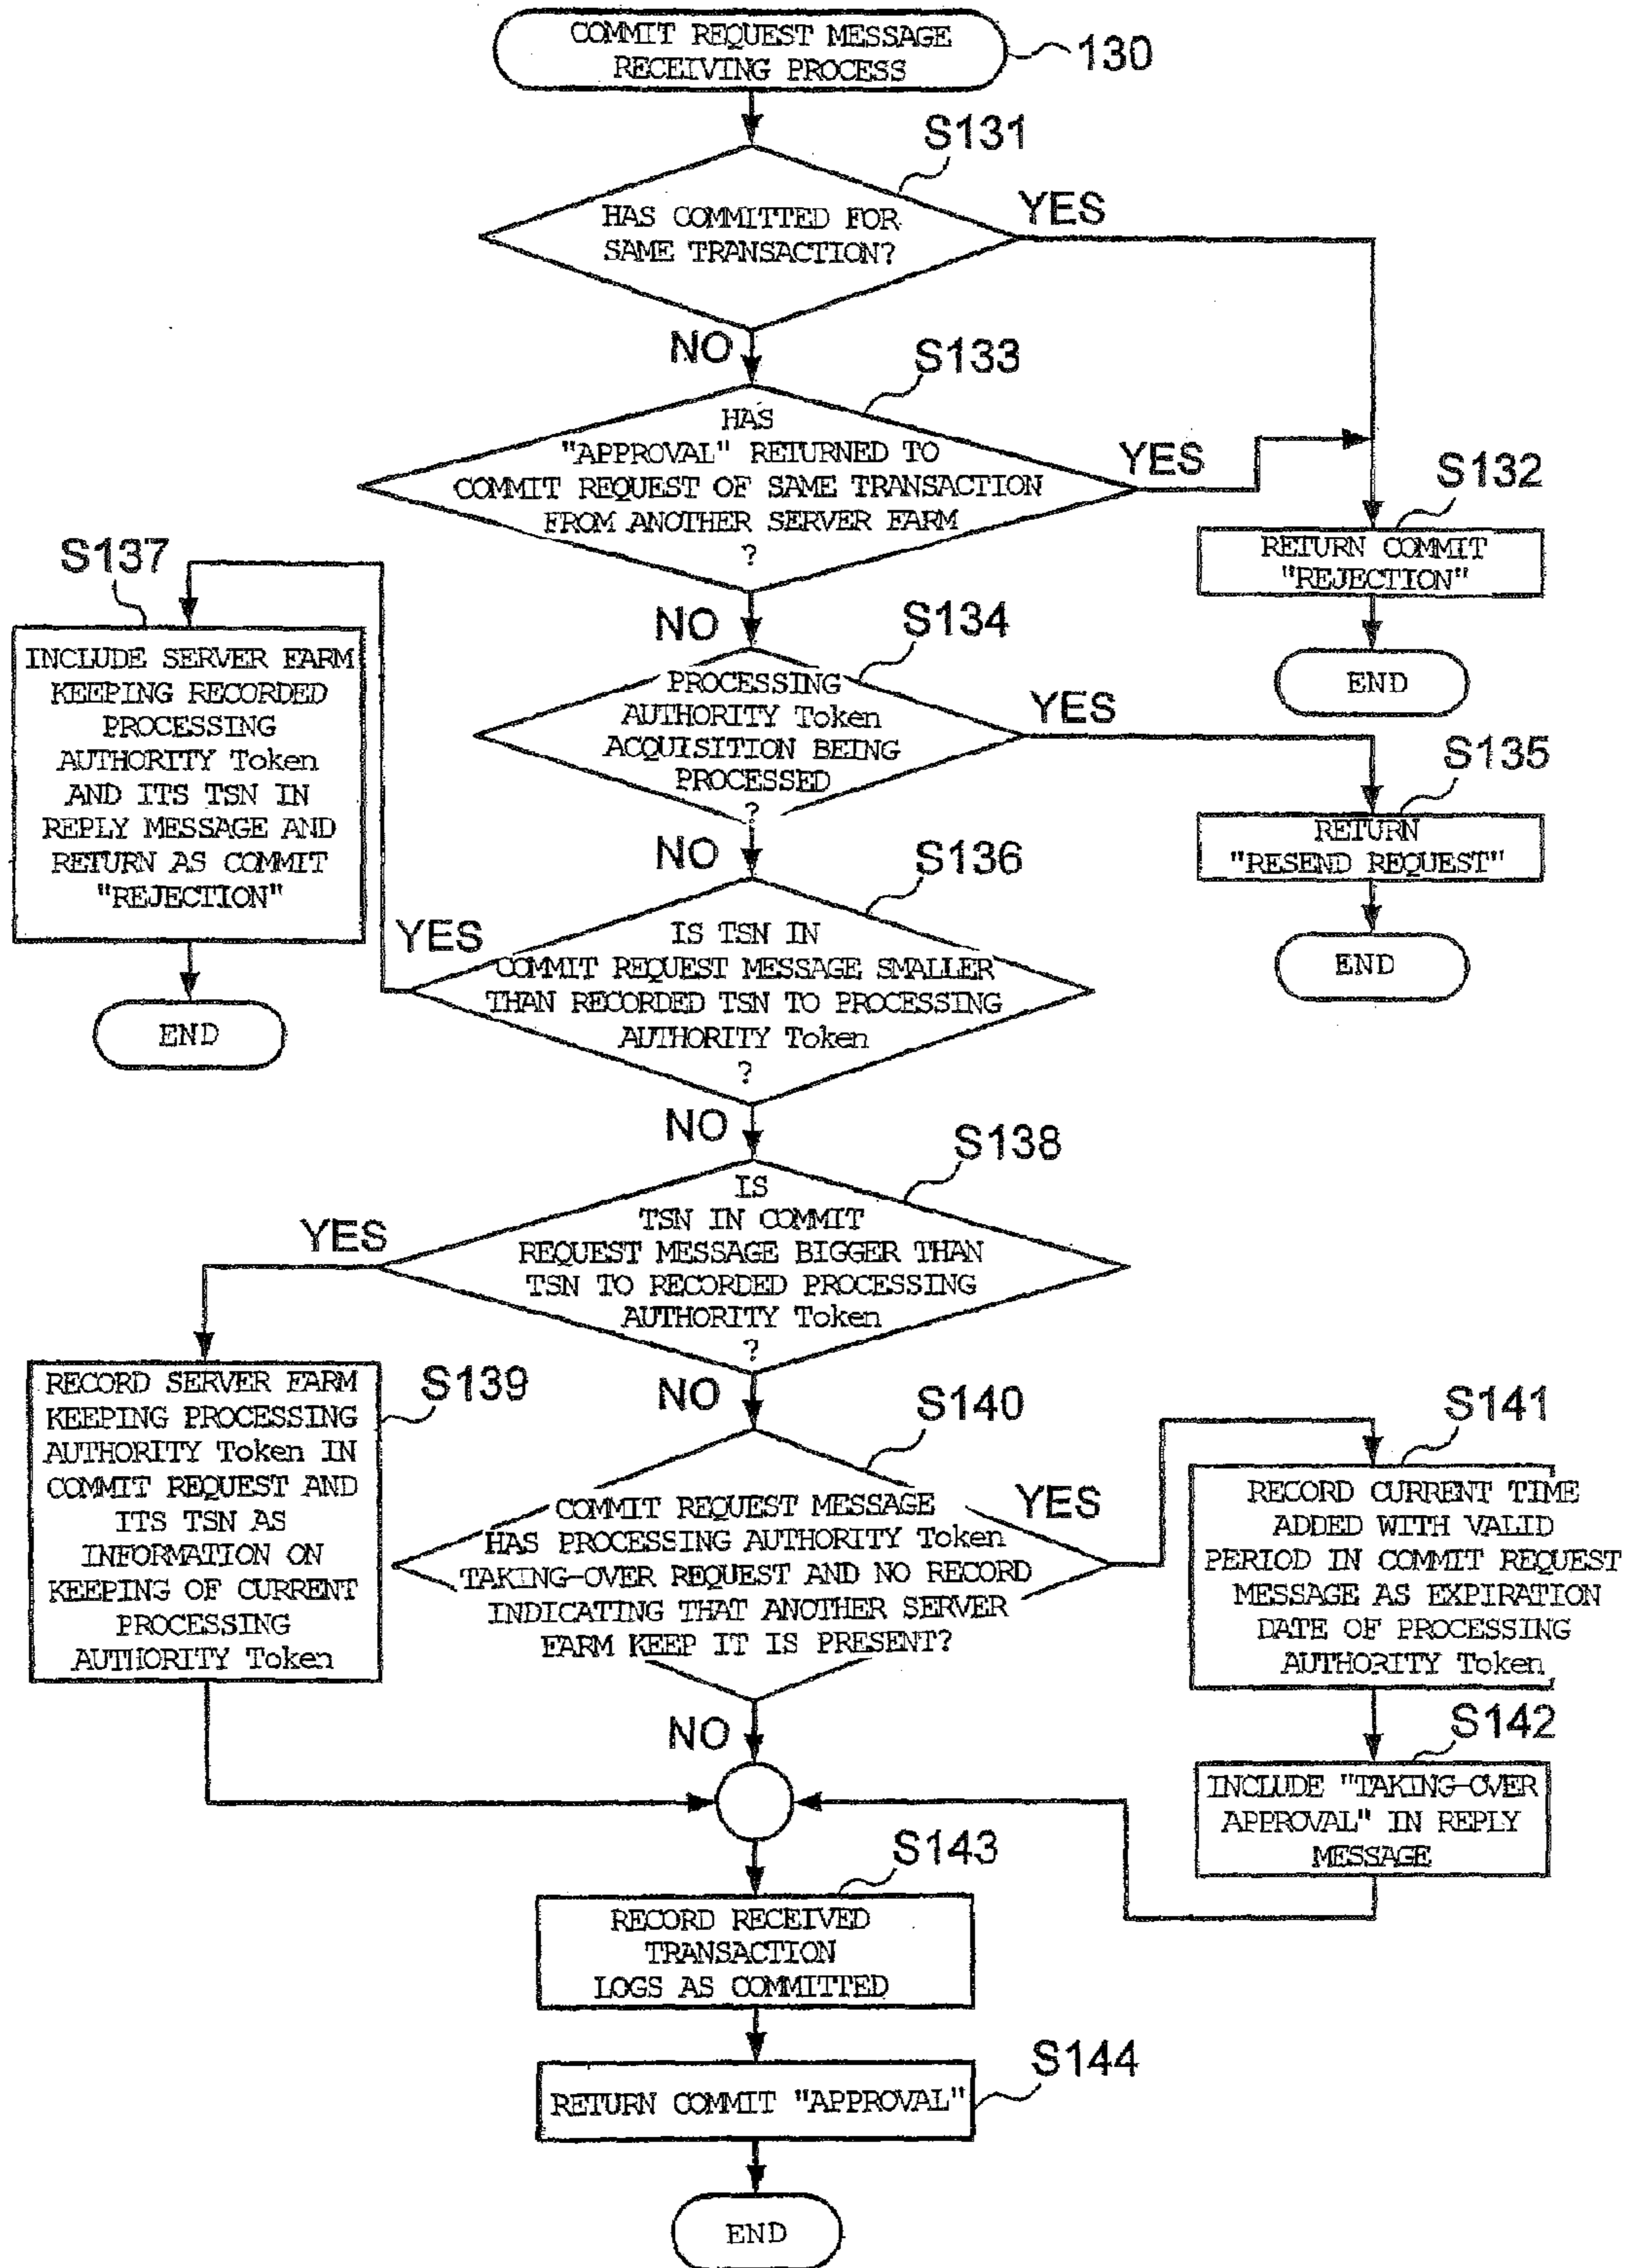 COMMIT REQUEST MESSAGE
RECEIVING PROCESS
130
S131
HAS COMMITTED FOR
SAME TRANSACTION?
YES
NO
S133
HAS
"APPROVAL" RETURNED TO
COMMIT REQUEST OF SAME TRANSACTION
FROM ANOTHER SERVER FARM
?
YES
S132
RETURN COMMIT
"REJECTION"
END
NO
S134
PROCESSING
AUTHORITY Token
ACQUISITION BEING
PROCESSED
?
YES
S135
RETURN
"RESEND REQUEST"
END
S137
INCLUDE SERVER FARM
KEEPING RECORDED
PROCESSING
AUTHORITY Token
AND ITS TSN IN
REPLY MESSAGE AND
RETURN AS COMMIT
"REJECTION"
END
NO
S136
YES
IS TSN IN
COMMIT REQUEST MESSAGE SMALLER
THAN RECORDED TSN TO PROCESSING
AUTHORITY Token
?
NO
S138
YES
IS
TSN IN COMMIT
REQUEST MESSAGE BIGGER THAN
TSN TO RECORDED PROCESSING
AUTHORITY Token
?
S139
RECORD SERVER FARM
KEEPING PROCESSING
AUTHORITY Token IN
COMMIT REQUEST AND
ITS TSN AS
INFORMATION ON
KEEPING OF CURRENT
PROCESSING
AUTHORITY Token
NO
S140
COMMIT REQUEST MESSAGE
HAS PROCESSING AUTHORITY Token
TAKING-OVER REQUEST AND NO RECORD
INDICATING THAT ANOTHER SERVER
FARM KEEP IT IS PRESENT?
YES
S141
RECORD CURRENT TIME
ADDED WITH VALID
PERIOD IN COMMIT REQUEST
MESSAGE AS EXPIRATION
DATE OF PROCESSING
AUTHORITY Token
S142
INCLUDE "TAKING-OVER
APPROVAL" IN REPLY
MESSAGE
NO
S143
RECORD RECEIVED
TRANSACTION
LOGS AS COMMITTED
S144
RETURN COMMIT "APPROVAL"
END